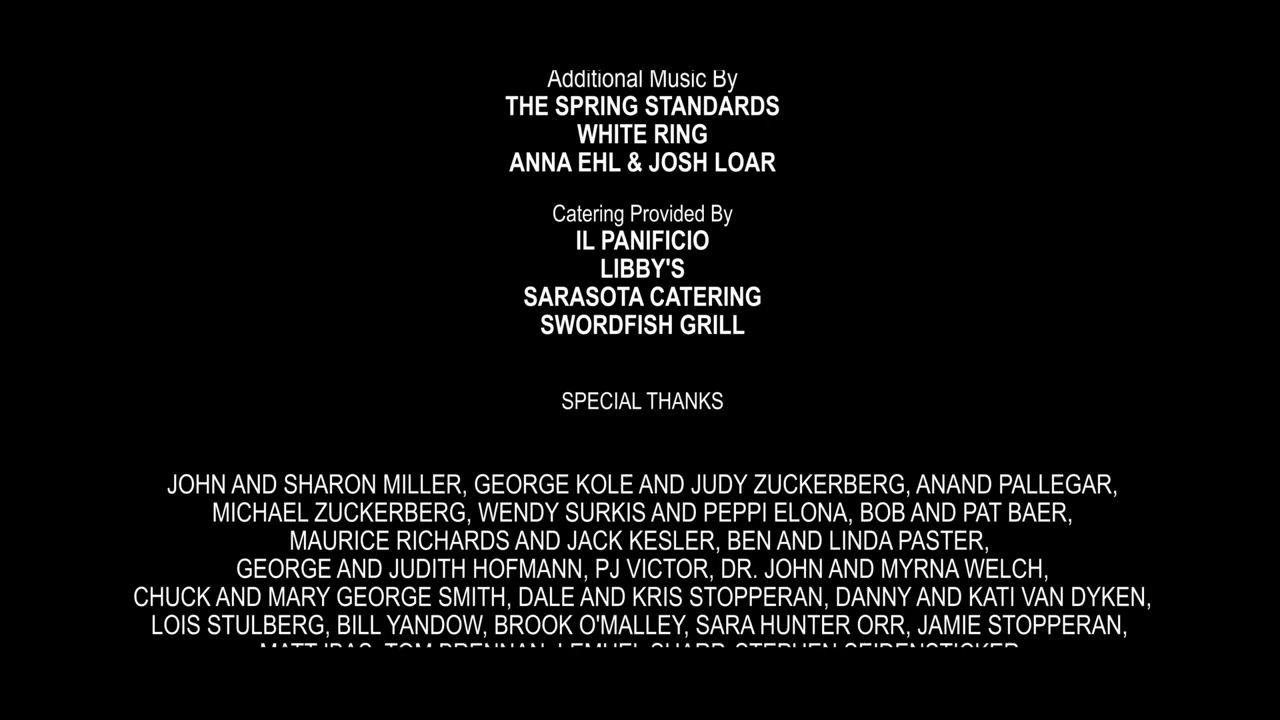 Additional Music By
THE SPRING STANDARDS
WHITE RING
ANNA EHL & JOSH LOAR
Catering Provided By
IL PANIFICIO
LIBBY'S
SARASOTA CATERING
SWORDFISH GRILL
SPECIAL THANKS
JOHN AND SHARON MILLER, GEORGE KOLE AND JUDY ZUCKERBERG, ANAND PALLEGAR,
MICHAEL ZUCKERBERG, WENDY SURKIS AND PEPPI ELONA, BOB AND PAT BAER,
MAURICE RICHARDS AND JACK KESLER, BEN AND LINDA PASTER,
GEORGE AND JUDITH HOFMANN, PJ VICTOR, DR. JOHN AND MYRNA WELCH,
CHUCK AND MARY GEORGE SMITH, DALE AND KRIS STOPPERAN, DANNY AND KATI VAN DYKEN,
LOIS STULBERG, BILL YANDOW, BROOK O'MALLEY, SARA HUNTER ORR, JAMIE STOPPERAN,
TOM BRENNAN, LEMUEL STEPHEN